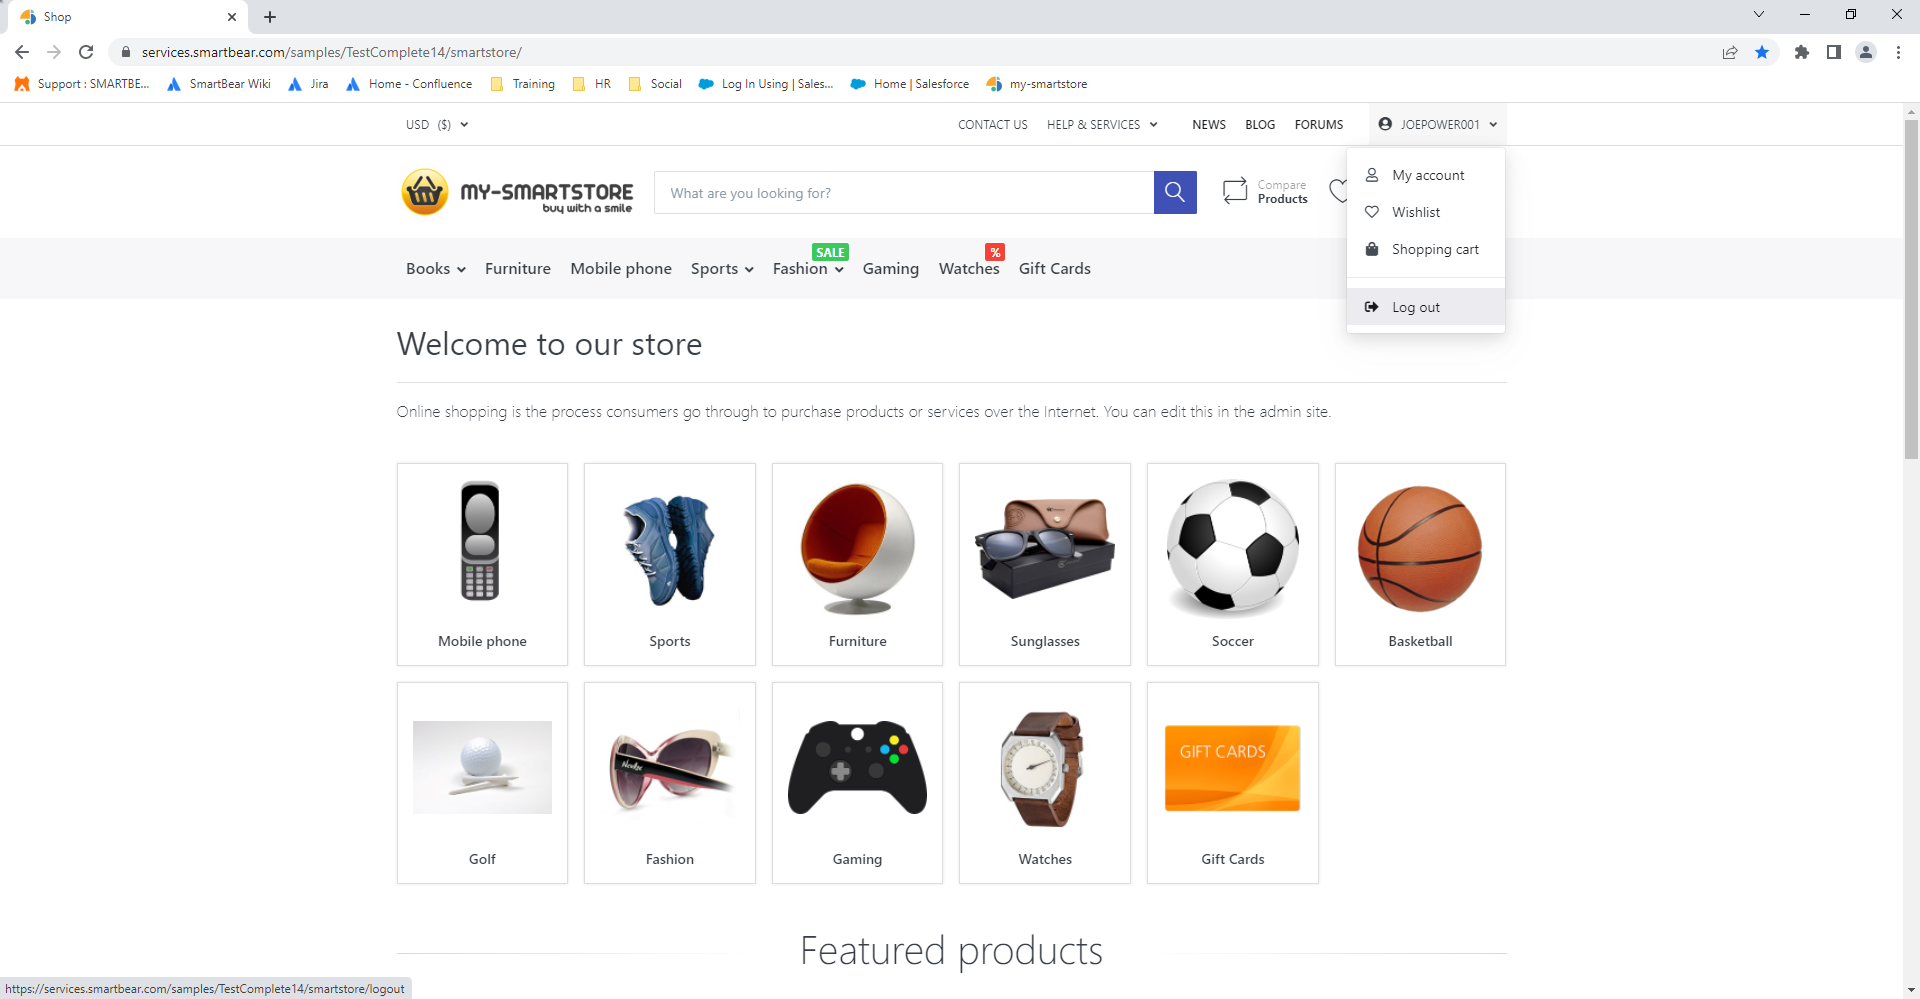 Shop
services.smartbear.com/samples/TestComplete14/smartstore/
Support : SMARTBE...
SmartBear Wiki
Jira
Home - Confluence
Training
HR
Social
Log In Using | Sales...
Home | Salesforce
my-smartstore
USD ($)
CONTACT US
HELP & SERVICES
NEWS
BLOG
FORUMS
JOEPOWER001
MY-SMARTSTORE
buy with a smile
What are you looking for?
Compare
Products
My account
Wishlist
Shopping cart
Log out
SALE
%
Books
Furniture
Mobile phone
Sports
Fashion
Gaming
Watches
Gift Cards
Welcome to our store
Online shopping is the process consumers go through to purchase products or services over the Internet. You can edit this in the admin site.
Mobile phone
Sports
Furniture
Sunglasses
Soccer
Basketball
GIFT CARDS
Golf
Fashion
Gaming
Watches
Gift Cards
Featured products
https://services.smartbear.com/samples/TestComplete14/smartstore/logout